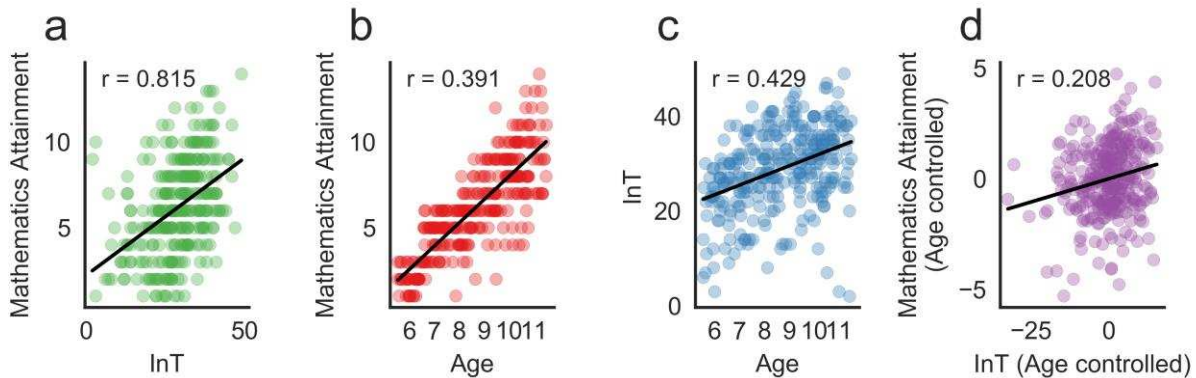 a
Mathematics Attainment
r = 0.815
10
5
0
50
InT
b
Mathematics Attainment
r = 0.391
10
5
6 7 8 9 10 11
Age
c
InT
r = 0.429
40
20
0
6 7 8 9 10 11
Age
d
Mathematics Attainment
(Age controlled)
r = 0.208
5
0
−5
−25
0
InT (Age controlled)